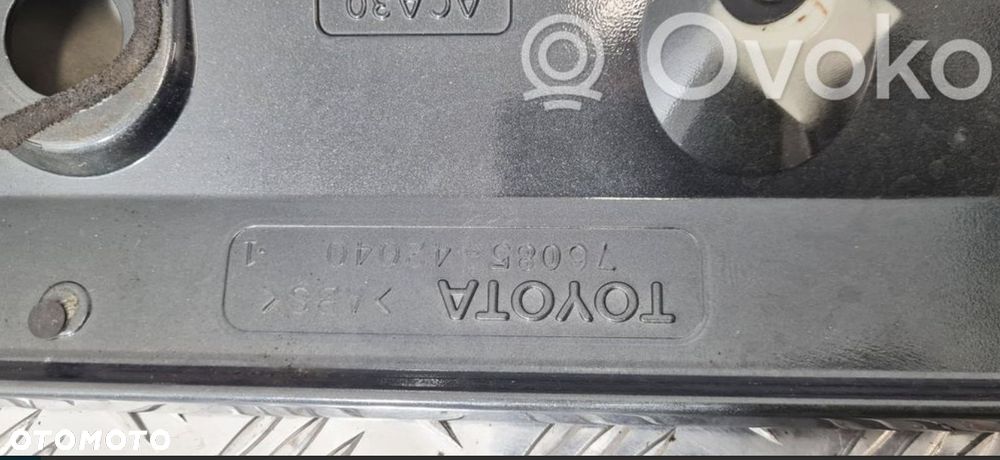 ACA30
Ovoko
TOYOTA >ABS<
76085-42040 -1
OTOMOTO